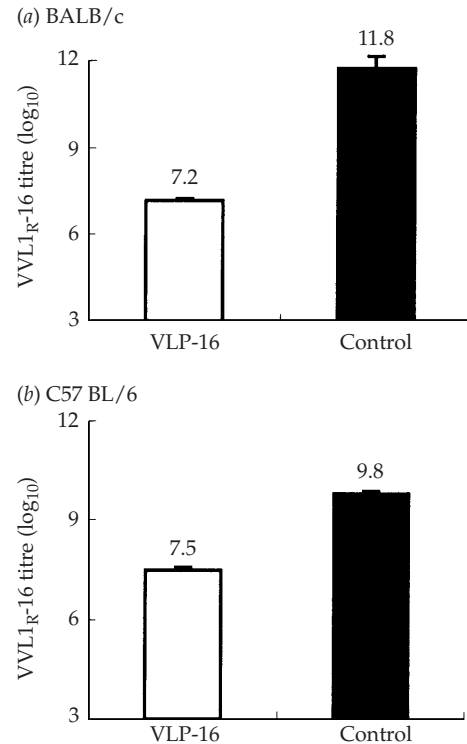 (a) BALB/c
11.8
12
7.2
9
6
3
VVL1R-16 titre (log10)
VLP-16 Control
(b) C57 BL/6
12
9.8
9
7.5
6
3
VVL1R-16 titre (log10)
VLP-16 Control